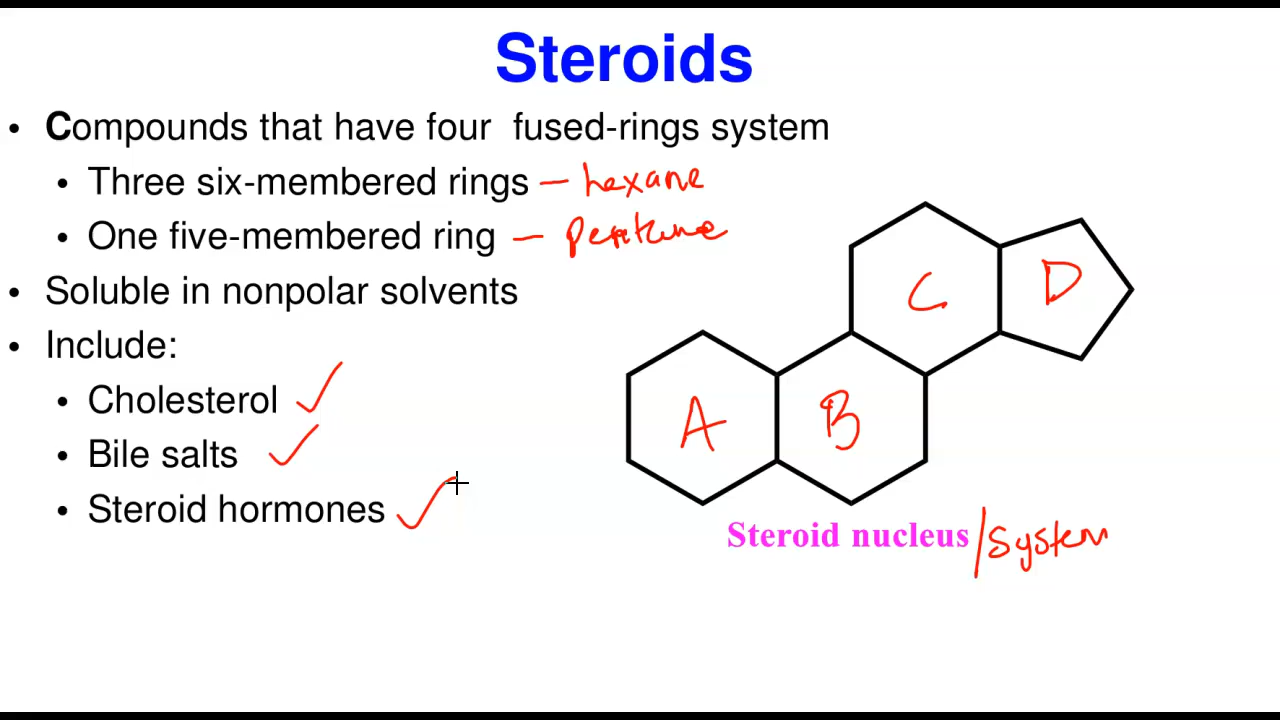 Steroids
• Compounds that have four fused-rings system
• Three six-membered rings – hexane
• One five-membered ring – pentane
• Soluble in nonpolar solvents
• Include:
• Cholesterol ✓
• Bile salts ✓
• Steroid hormones ✓
C
D
A
B
Steroid nucleus/System